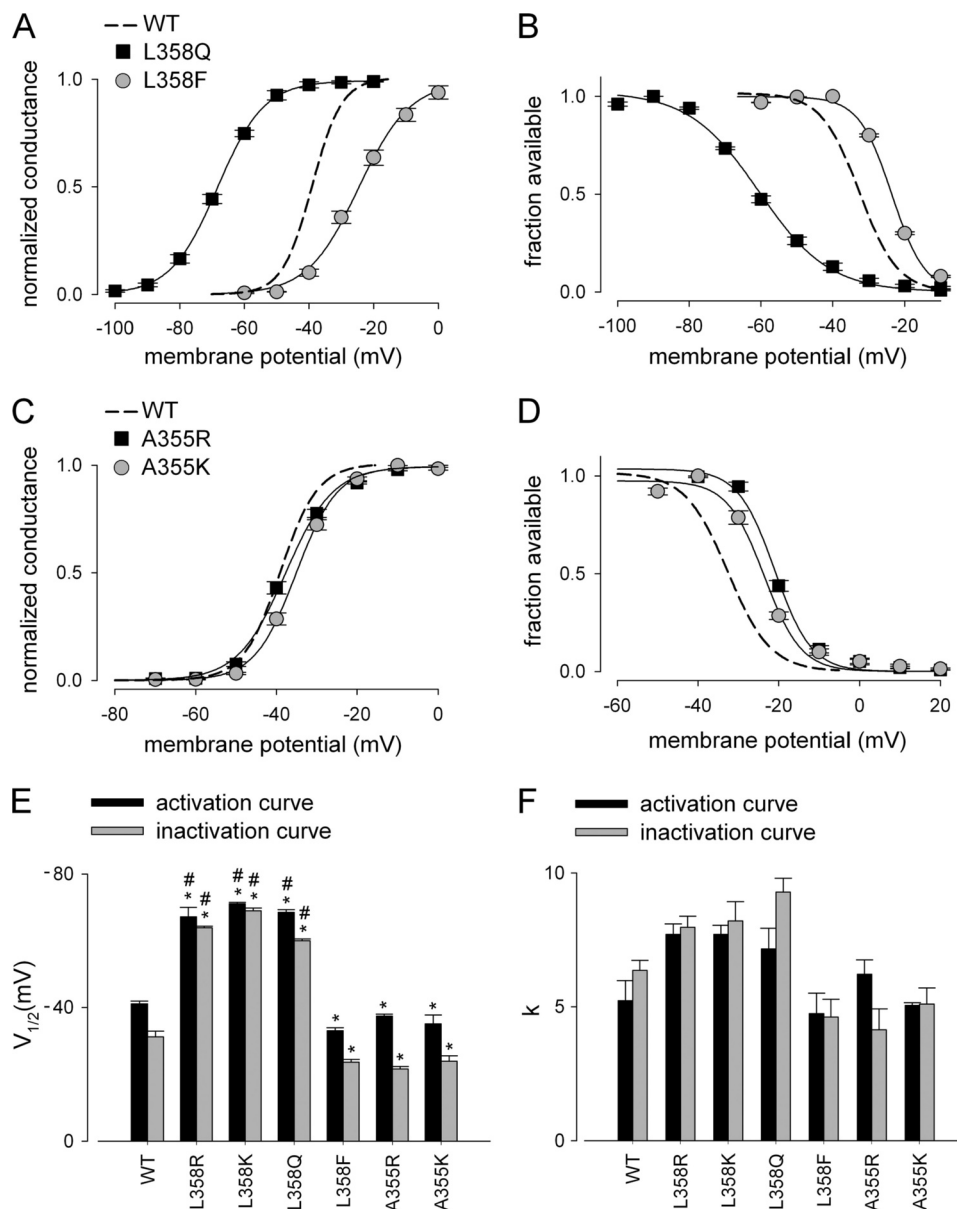 A
WT
L358Q
L358F
normalized conductance
1.0
0.5
0.0
-100 -80 -60 -40 -20 0
membrane potential (mV)
B
fraction available
1.0
0.5
0.0
-100 -80 -60 -40 -20
membrane potential (mV)
C
WT
A355R
A355K
normalized conductance
1.0
0.5
0.0
-80 -60 -40 -20 0
membrane potential (mV)
D
fraction available
1.0
0.5
0.0
-60 -40 -20 0 20
membrane potential (mV)
E
activation curve
inactivation curve
V1/2(mV)
-80
-40
0
# # # # # #
* * * * * * * * * * * *
WT L358R L358K L358Q L358F A355R A355K
F
activation curve
inactivation curve
k
10
5
0
WT L358R L358K L358Q L358F A355R A355K